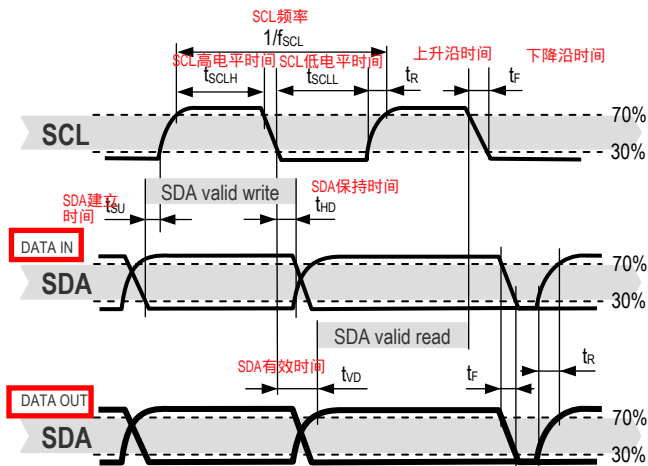 SCL频率
1/fSCL
SCL高电平时间 SCL低电平时间 上升沿时间 下降沿时间
tSCLH tSCLL tR tF
70%
SCL
30%
SDA建立
时间
tSU
SDA valid write
SDA保持时间
tHD
DATA IN
70%
SDA
30%
SDA valid read
SDA有效时间
tVD tF tR
DATA OUT
70%
SDA
30%